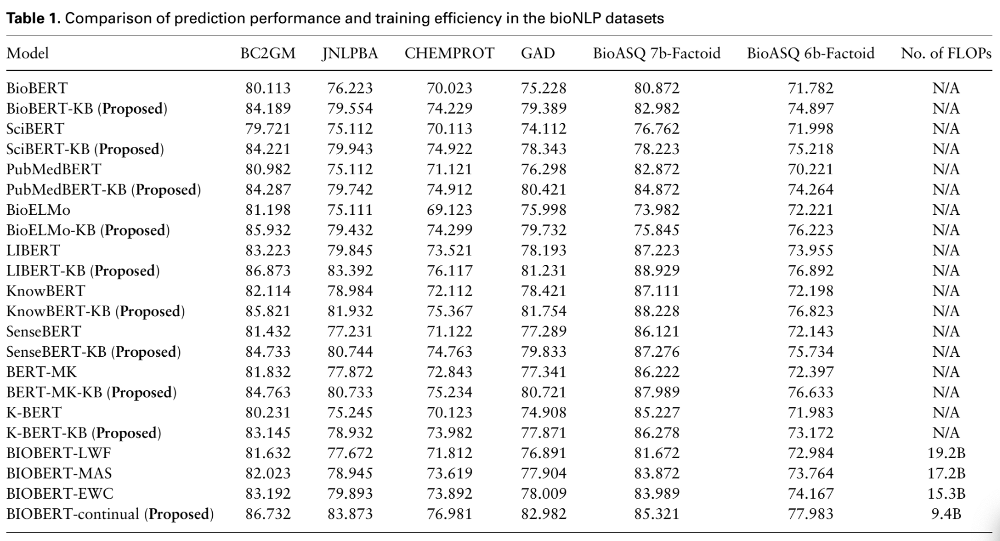 Table 1. Comparison of prediction performance and training efficiency in the bioNLP datasets
Model BC2GM JNLPBA CHEMPROT GAD BioASQ 7b-Factoid BioASQ 6b-Factoid No. of FLOPs
BioBERT 80.113 76.223 70.023 75.228 80.872 71.782 N/A
BioBERT-KB (Proposed) 84.189 79.554 74.229 79.389 82.982 74.897 N/A
SciBERT 79.721 75.112 70.113 74.112 76.762 71.998 N/A
SciBERT-KB (Proposed) 84.221 79.943 74.922 78.343 78.223 75.218 N/A
PubMedBERT 80.982 75.112 71.121 76.298 82.872 70.221 N/A
PubMedBERT-KB (Proposed) 84.287 79.742 74.912 80.421 84.872 74.264 N/A
BioELMo 81.198 75.111 69.123 75.998 73.982 72.221 N/A
BioELMo-KB (Proposed) 85.932 79.432 74.299 79.732 75.845 76.223 N/A
LIBERT 83.223 79.845 73.521 78.193 87.223 73.955 N/A
LIBERT-KB (Proposed) 86.873 83.392 76.117 81.231 88.929 76.892 N/A
KnowBERT 82.114 78.984 72.112 78.421 87.111 72.198 N/A
KnowBERT-KB (Proposed) 85.821 81.932 75.367 81.754 88.228 76.823 N/A
SenseBERT 81.432 77.231 71.122 77.289 86.121 72.143 N/A
SenseBERT-KB (Proposed) 84.733 80.744 74.763 79.833 87.276 75.734 N/A
BERT-MK 81.832 77.872 72.843 77.341 86.222 72.397 N/A
BERT-MK-KB (Proposed) 84.763 80.733 75.234 80.721 87.989 76.633 N/A
K-BERT 80.231 75.245 70.123 74.908 85.227 71.983 N/A
K-BERT-KB (Proposed) 83.145 78.932 73.982 77.871 86.278 73.172 N/A
BIOBERT-LWF 81.632 77.672 71.812 76.891 81.672 72.984 19.2B
BIOBERT-MAS 82.023 78.945 73.619 77.904 83.872 73.764 17.2B
BIOBERT-EWC 83.192 79.893 73.892 78.009 83.989 74.167 15.3B
BIOBERT-continual (Proposed) 86.732 83.873 76.981 82.982 85.321 77.983 9.4B